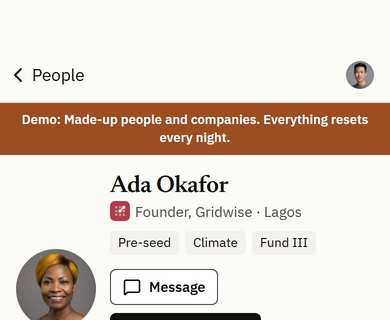 People
Demo: Made-up people and companies. Everything resets
every night.
Ada Okafor
Founder, Gridwise · Lagos
Pre-seed Climate Fund III
Message